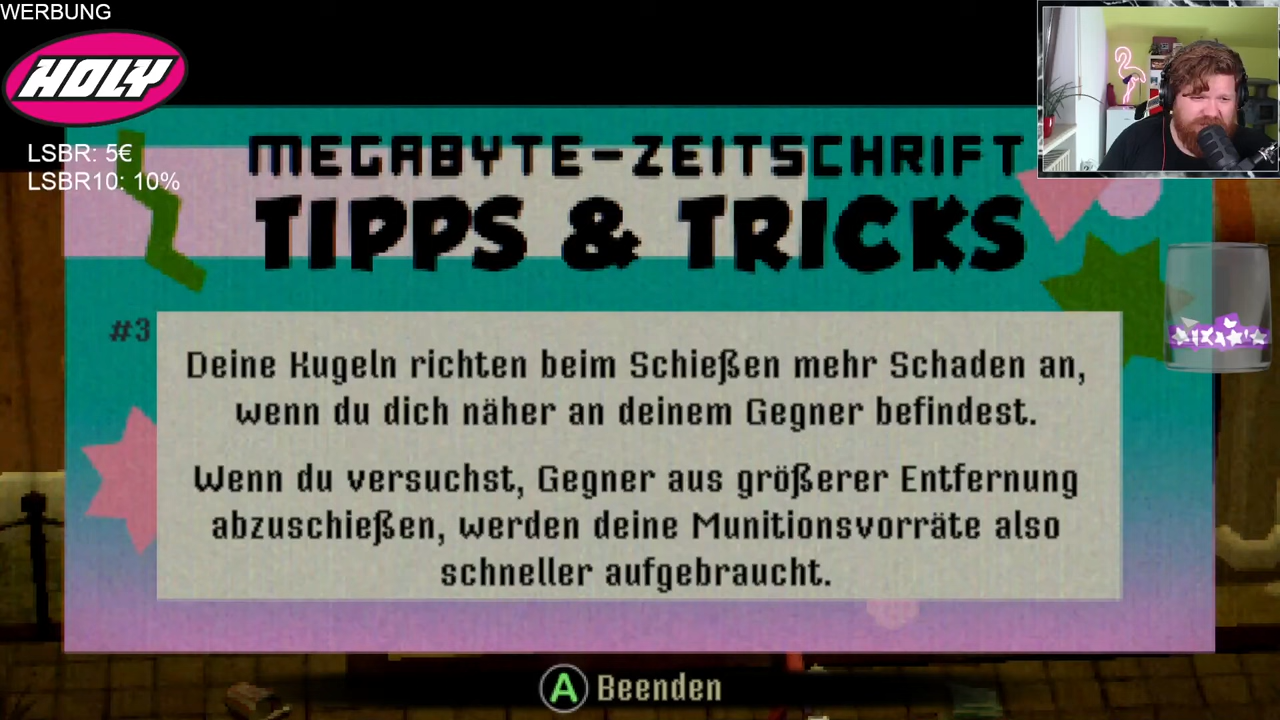 WERBUNG
HOLY
LSBR: 5€
LSBR10: 10%
MEGABYTE-ZEITSCHRIFT
TIPPS & TRICKS
#3
Deine Kugeln richten beim Schießen mehr Schaden an,
wenn du dich näher an deinem Gegner befindest.
Wenn du versuchst, Gegner aus größerer Entfernung
abzuschießen, werden deine Munitionsvorräte also
schneller aufgebraucht.
A Beenden